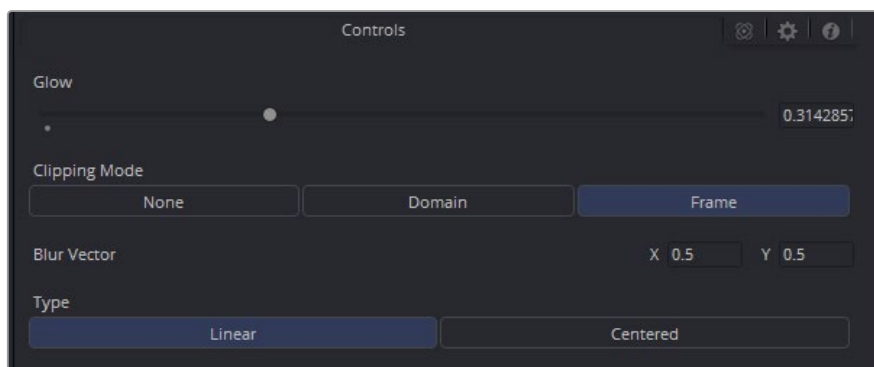 Controls
Glow
0.3142857
Clipping Mode
None Domain Frame
Blur Vector X 0.5 Y 0.5
Type
Linear Centered